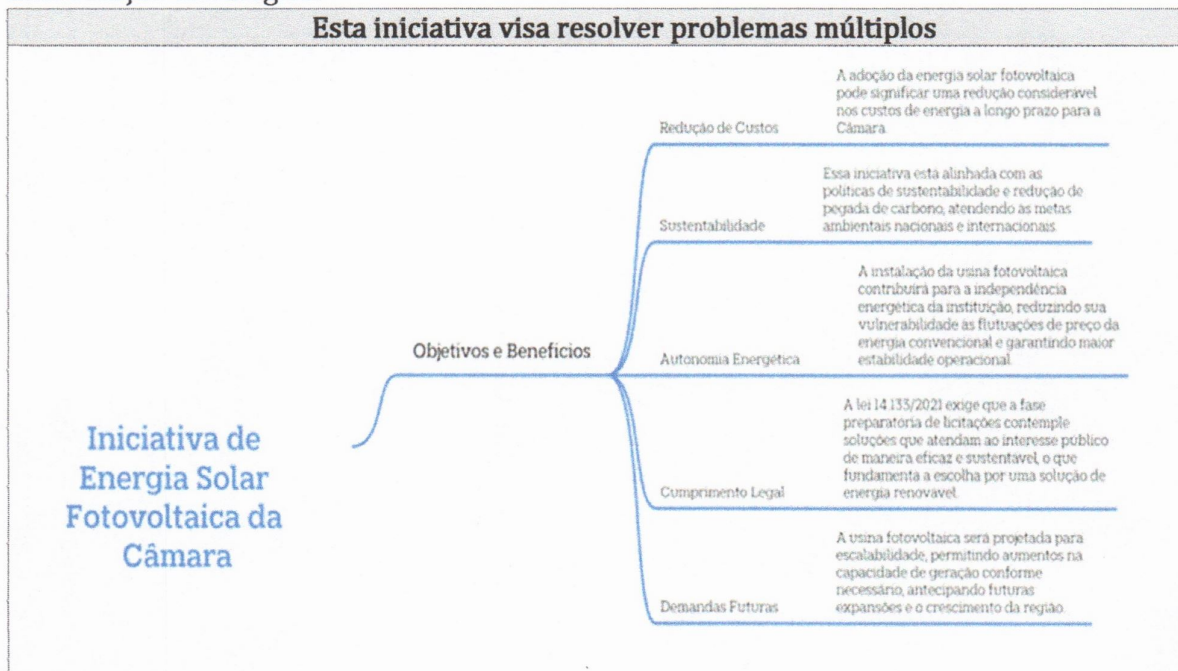 Esta iniciativa visa resolver problemas múltiplos
A adoção da energia solar fotovoltaica
pode significar uma redução considerável
nos custos de energia a longo prazo para a
Câmara.
Redução de Custos
Essa iniciativa está alinhada com as
políticas de sustentabilidade e redução de
pegada de carbono, atendendo às metas
ambientais nacionais e internacionais.
Sustentabilidade
A instalação da usina fotovoltaica
contribuirá para a independência
energética da instituição, reduzindo sua
vulnerabilidade às flutuações de preço da
energia convencional e garantindo maior
estabilidade operacional.
Autonomia Energética
Objetivos e Benefícios
A lei 14.133/2021 exige que a fase
preparatória de licitações contemple
soluções que atendam ao interesse público
de maneira eficaz e sustentável, o que
fundamenta a escolha por uma solução de
energia renovável.
Cumprimento Legal
Iniciativa de
Energia Solar
Fotovoltaica da
Câmara
A usina fotovoltaica será projetada para
escalabilidade, permitindo aumentos na
capacidade de geração conforme
necessário, antecipando futuras
expansões e o crescimento da região.
Demandas Futuras